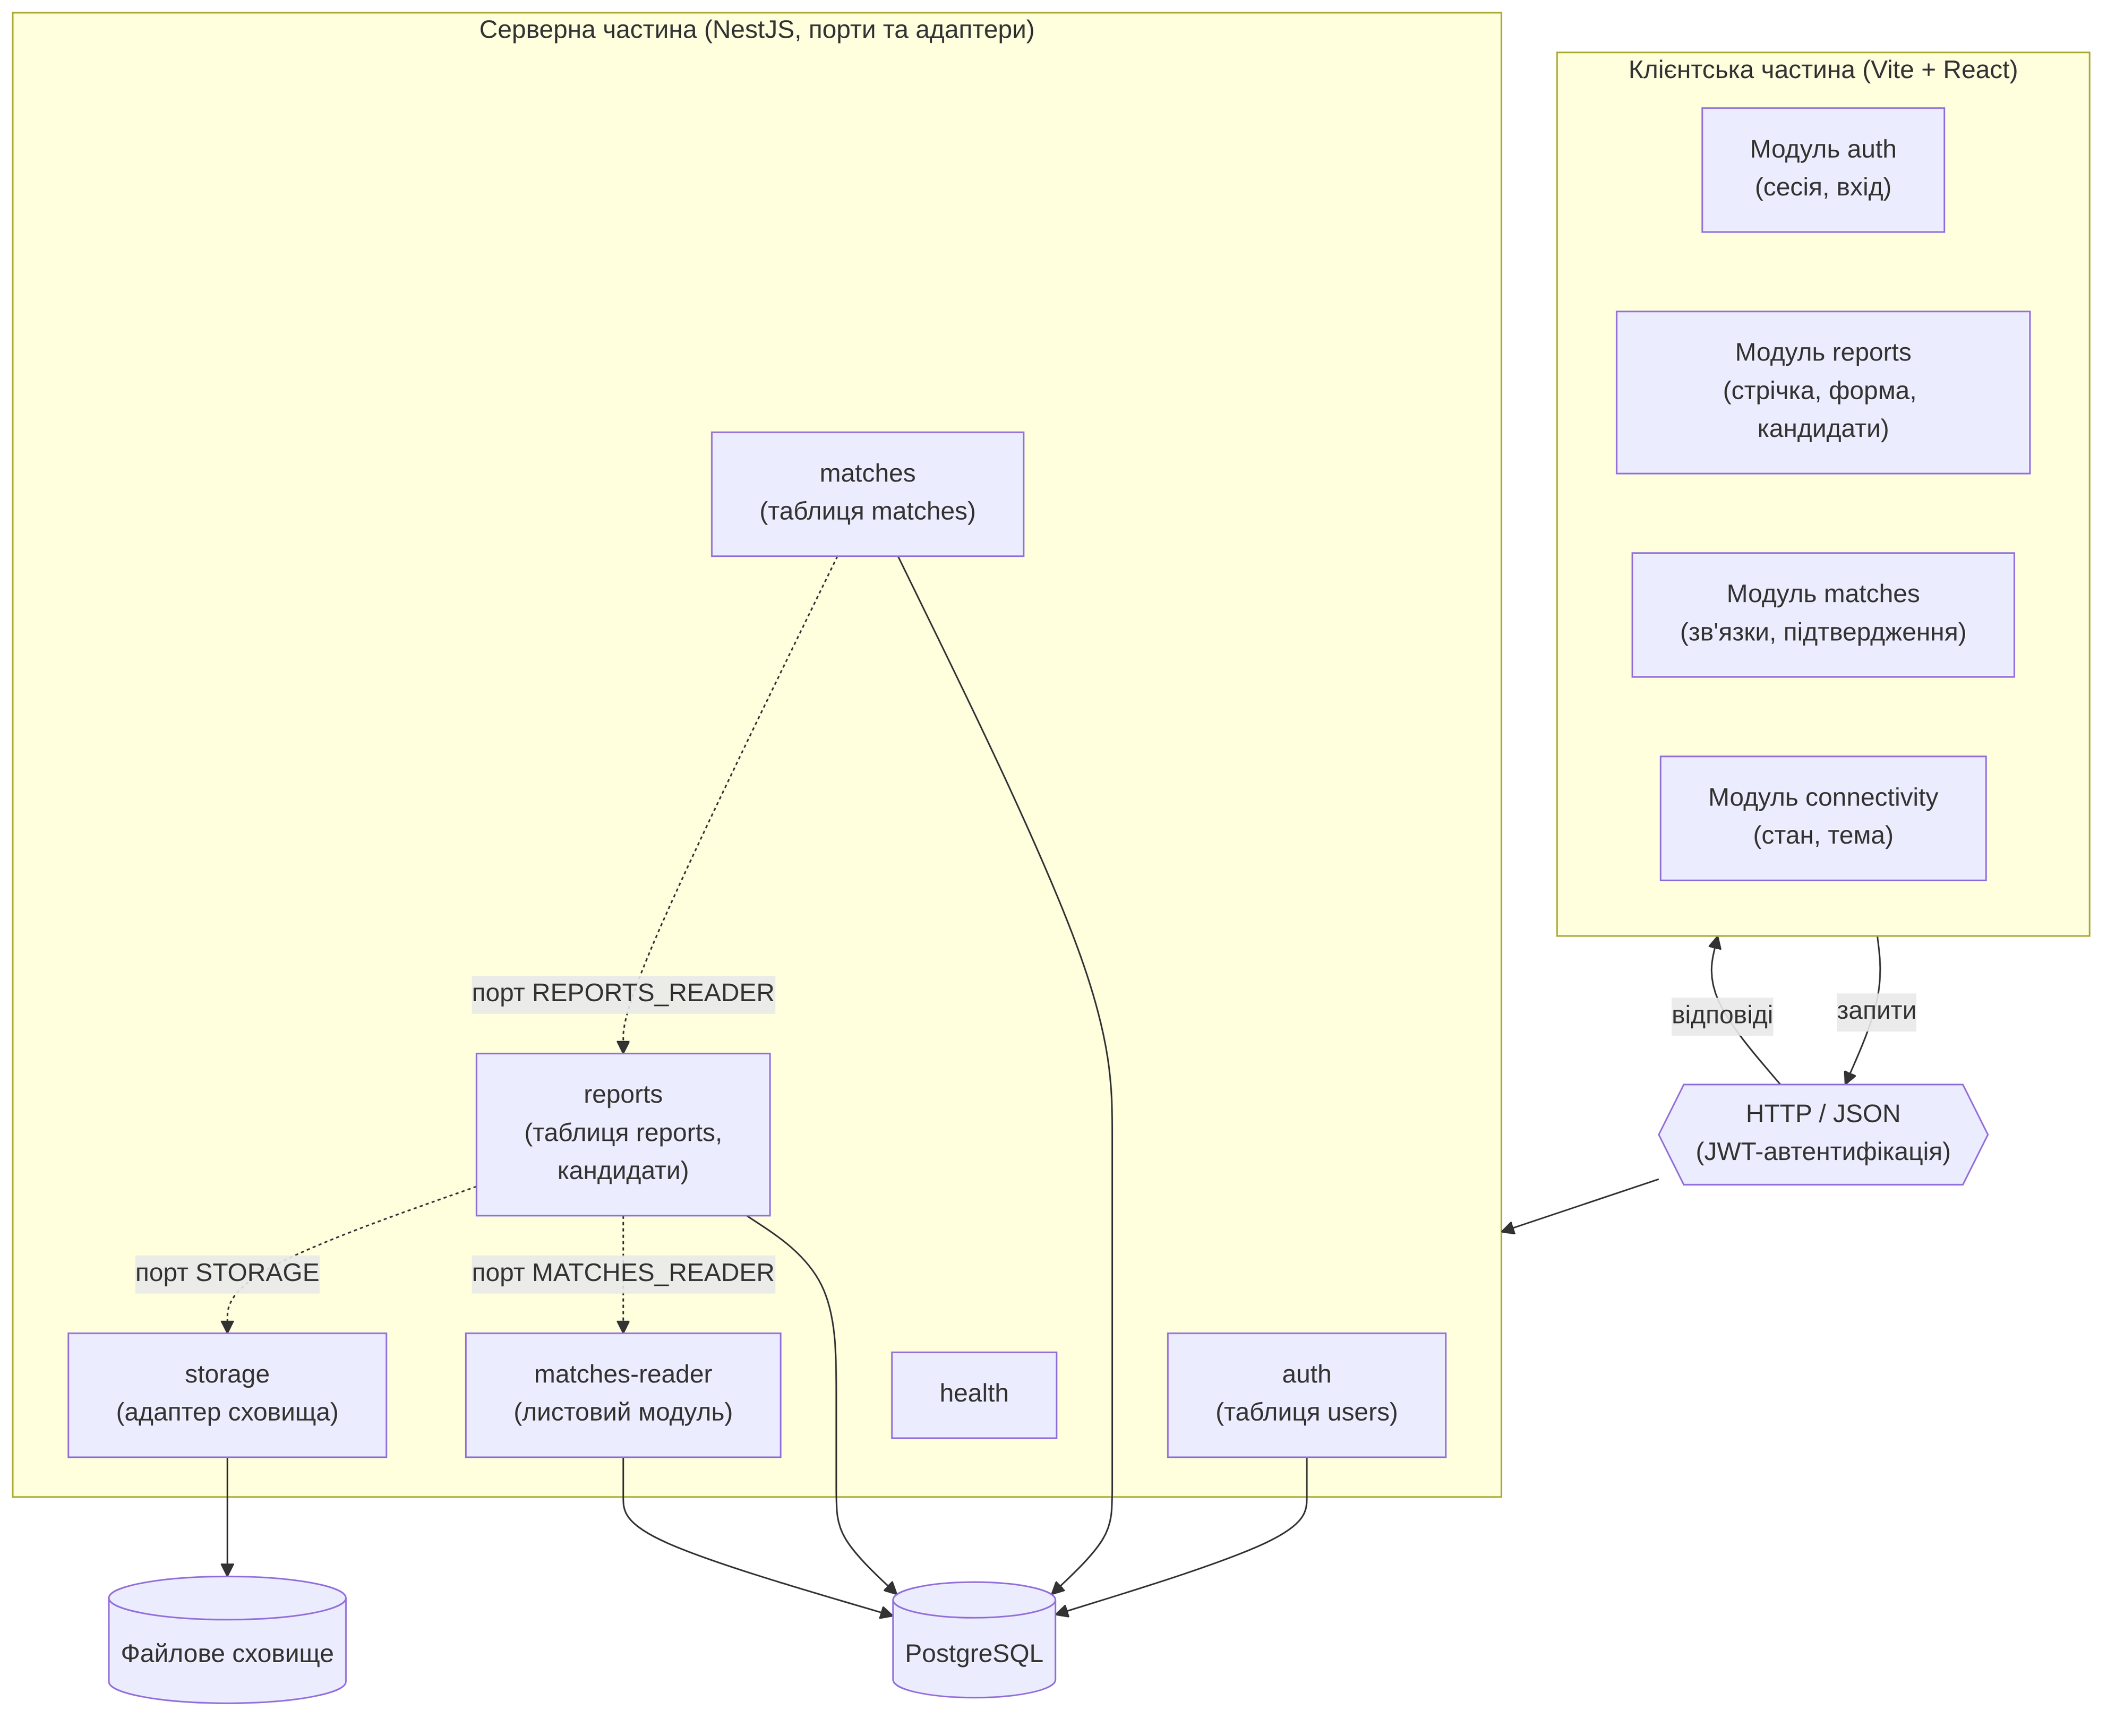 Серверна частина (NestJS, порти та адаптери)
matches
(таблиця matches)
порт REPORTS_READER
reports
(таблиця reports,
кандидати)
порт STORAGE
порт MATCHES_READER
storage
(адаптер сховища)
matches-reader
(листовий модуль)
health
auth
(таблиця users)
Файлове сховище
PostgreSQL
Клієнтська частина (Vite + React)
Модуль auth
(сесія, вхід)
Модуль reports
(стрічка, форма,
кандидати)
Модуль matches
(зв'язки, підтвердження)
Модуль connectivity
(стан, тема)
відповіді
запити
HTTP / JSON
(JWT-автентифікація)